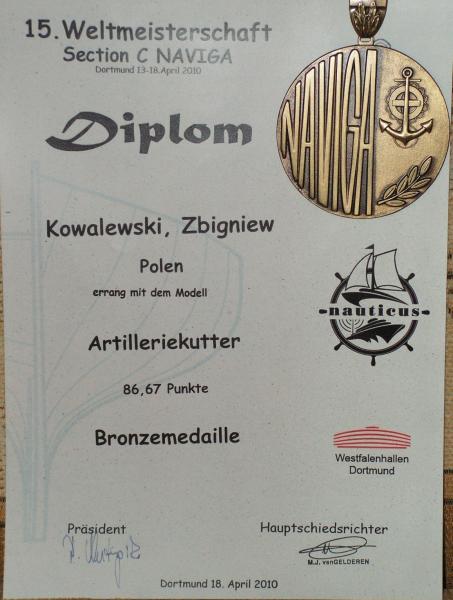 15. Weltmeisterschaft
Section C NAVIGA
Dortmund 13-18. April 2010
Diplom
NAVIGA
Kowalewski, Zbigniew
Polen
errang mit dem Modell
nauticus
Artilleriekutter
86,67 Punkte
Bronzemedaille
Westfalenhallen
Dortmund
Präsident
Hauptschiedsrichter
M.J. vanGELDEREN
Dortmund 18. April 2010